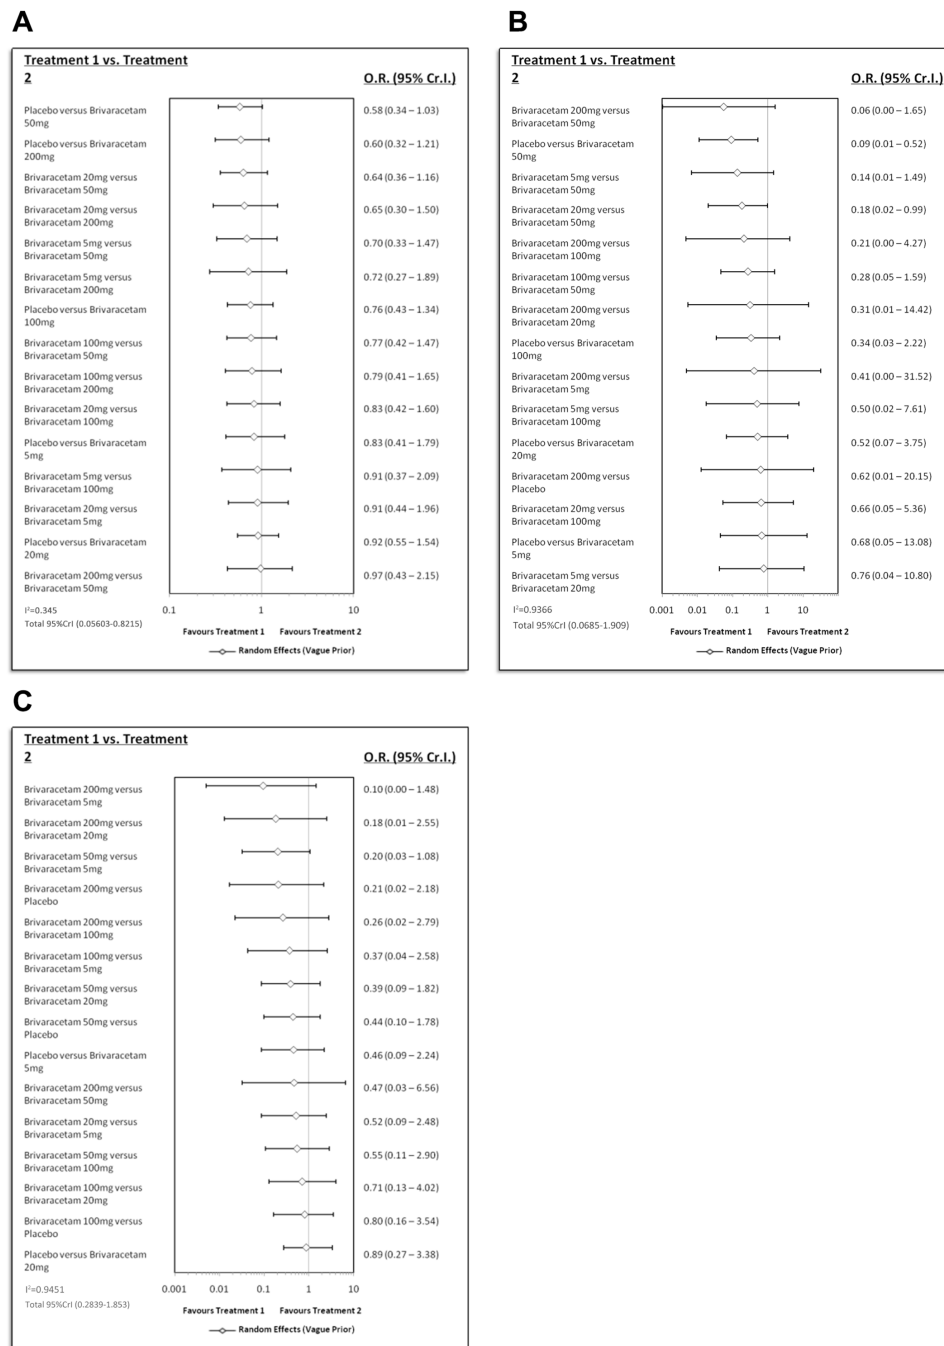 A
Treatment 1 vs. Treatment
2 O.R. (95% Cr.I.)
Placebo versus Brivaracetam
50mg 0.58 (0.34 – 1.03)
Placebo versus Brivaracetam
200mg 0.60 (0.32 – 1.21)
Brivaracetam 20mg versus
Brivaracetam 50mg 0.64 (0.36 – 1.16)
Brivaracetam 20mg versus
Brivaracetam 200mg 0.65 (0.30 – 1.50)
Brivaracetam 5mg versus
Brivaracetam 50mg 0.70 (0.33 – 1.47)
Brivaracetam 5mg versus
Brivaracetam 200mg 0.72 (0.27 – 1.89)
Placebo versus Brivaracetam
100mg 0.76 (0.43 – 1.34)
Brivaracetam 100mg versus
Brivaracetam 50mg 0.77 (0.42 – 1.47)
Brivaracetam 100mg versus
Brivaracetam 200mg 0.79 (0.41 – 1.65)
Brivaracetam 20mg versus
Brivaracetam 100mg 0.83 (0.42 – 1.60)
Placebo versus Brivaracetam
5mg 0.83 (0.41 – 1.79)
Brivaracetam 5mg versus
Brivaracetam 100mg 0.91 (0.37 – 2.09)
Brivaracetam 20mg versus
Brivaracetam 5mg 0.91 (0.44 – 1.96)
Placebo versus Brivaracetam
20mg 0.92 (0.55 – 1.54)
Brivaracetam 200mg versus
Brivaracetam 50mg 0.97 (0.43 – 2.15)
I²=0.345
Total 95%CrI (0.05603-0.8215)
0.1 1 10
Favours Treatment 1 Favours Treatment 2
Random Effects (Vague Prior)
B
Treatment 1 vs. Treatment
2 O.R. (95% Cr.I.)
Brivaracetam 200mg versus
Brivaracetam 50mg 0.06 (0.00 – 1.65)
Placebo versus Brivaracetam
50mg 0.09 (0.01 – 0.52)
Brivaracetam 5mg versus
Brivaracetam 50mg 0.14 (0.01 – 1.49)
Brivaracetam 20mg versus
Brivaracetam 50mg 0.18 (0.02 – 0.99)
Brivaracetam 200mg versus
Brivaracetam 100mg 0.21 (0.00 – 4.27)
Brivaracetam 100mg versus
Brivaracetam 50mg 0.28 (0.05 – 1.59)
Brivaracetam 200mg versus
Brivaracetam 20mg 0.31 (0.01 – 14.42)
Placebo versus Brivaracetam
100mg 0.34 (0.03 – 2.22)
Brivaracetam 200mg versus
Brivaracetam 5mg 0.41 (0.00 – 31.52)
Brivaracetam 5mg versus
Brivaracetam 100mg 0.50 (0.02 – 7.61)
Placebo versus Brivaracetam
20mg 0.52 (0.07 – 3.75)
Brivaracetam 200mg versus
Placebo 0.62 (0.01 – 20.15)
Brivaracetam 20mg versus
Brivaracetam 100mg 0.66 (0.05 – 5.36)
Placebo versus Brivaracetam
5mg 0.68 (0.05 – 13.08)
Brivaracetam 5mg versus
Brivaracetam 20mg 0.76 (0.04 – 10.80)
I²=0.9366
Total 95%CrI (0.0685-1.909)
0.001 0.01 0.1 1 10
Favours Treatment 1 Favours Treatment 2
Random Effects (Vague Prior)
C
Treatment 1 vs. Treatment
2 O.R. (95% Cr.I.)
Brivaracetam 200mg versus
Brivaracetam 5mg 0.10 (0.00 – 1.48)
Brivaracetam 200mg versus
Brivaracetam 20mg 0.18 (0.01 – 2.55)
Brivaracetam 50mg versus
Brivaracetam 5mg 0.20 (0.03 – 1.08)
Brivaracetam 200mg versus
Placebo 0.21 (0.02 – 2.18)
Brivaracetam 200mg versus
Brivaracetam 100mg 0.26 (0.02 – 2.79)
Brivaracetam 100mg versus
Brivaracetam 5mg 0.37 (0.04 – 2.58)
Brivaracetam 50mg versus
Brivaracetam 20mg 0.39 (0.09 – 1.82)
Brivaracetam 50mg versus
Placebo 0.44 (0.10 – 1.78)
Placebo versus Brivaracetam
5mg 0.46 (0.09 – 2.24)
Brivaracetam 200mg versus
Brivaracetam 50mg 0.47 (0.03 – 6.56)
Brivaracetam 20mg versus
Brivaracetam 5mg 0.52 (0.09 – 2.48)
Brivaracetam 50mg versus
Brivaracetam 100mg 0.55 (0.11 – 2.90)
Brivaracetam 100mg versus
Brivaracetam 20mg 0.71 (0.13 – 4.02)
Brivaracetam 100mg versus
Placebo 0.80 (0.16 – 3.54)
Placebo versus Brivaracetam
20mg 0.89 (0.27 – 3.38)
I²=0.9451
Total 95%CrI (0.2839-1.853)
0.001 0.01 0.1 1 10
Favours Treatment 1 Favours Treatment 2
Random Effects (Vague Prior)